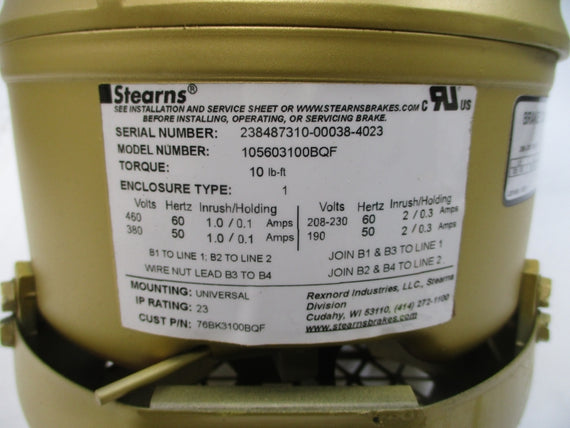 Stearns®
SEE INSTALLATION AND SERVICE SHEET OR WWW.STEARNSBRAKES.COM
BEFORE INSTALLING, OPERATING, OR SERVICING BRAKE.
C RU US
SERIAL NUMBER: 238487310-00038-4023
MODEL NUMBER: 105603100BQF
TORQUE: 10 lb-ft
ENCLOSURE TYPE: 1
Volts Hertz Inrush/Holding
460 60 1.0 / 0.1 Amps
380 50 1.0 / 0.1 Amps
B1 TO LINE 1; B2 TO LINE 2
WIRE NUT LEAD B3 TO B4
Volts Hertz Inrush/Holding
208-230 60 2 / 0.3 Amps
190 50 2 / 0.3 Amps
JOIN B1 & B3 TO LINE 1
JOIN B2 & B4 TO LINE 2
MOUNTING: UNIVERSAL
IP RATING: 23
CUST P/N: 76BK3100BQF
Rexnord Industries, LLC., Stearns
Division
Cudahy, WI 53110, (414) 272-1100
www.stearnsbrakes.com